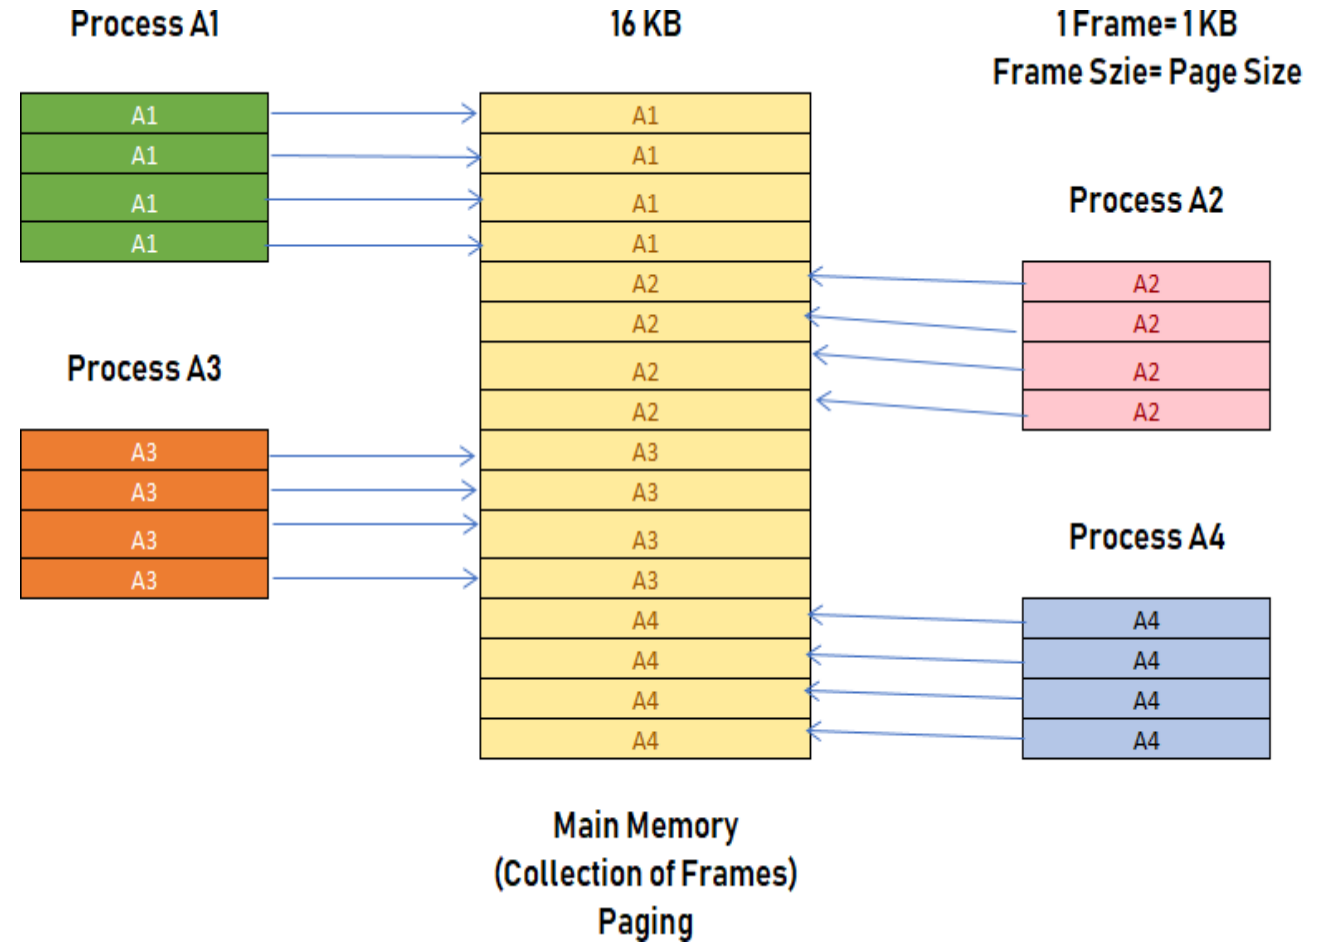 Process A1
16 KB
1 Frame= 1 KB
Frame Szie= Page Size
A1
A1
A1
A1
A1
A1
A1
A1
A2
A2
A2
A2
A3
A3
A3
A3
A4
A4
A4
A4
Process A2
A2
A2
A2
A2
Process A3
A3
A3
A3
A3
Process A4
A4
A4
A4
A4
Main Memory
(Collection of Frames)
Paging